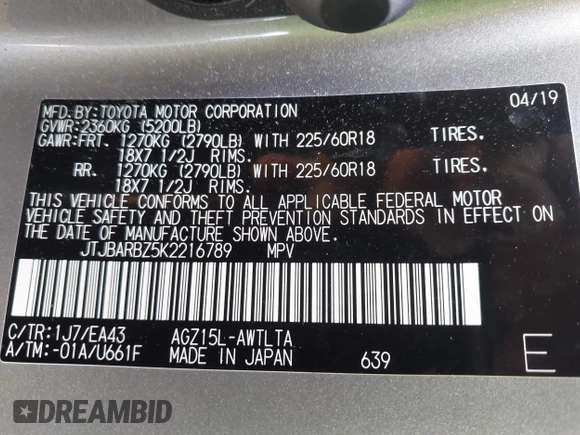 MFD.BY:TOYOTA MOTOR CORPORATION 04/19
GVWR:2360KG (5200LB)
GAWR:FRT. 1270KG (2790LB) WITH 225/60R18 TIRES.
18X7 1/2J RIMS.
RR. 1270KG (2790LB) WITH 225/60R18 TIRES.
18X7 1/2J RIMS.
THIS VEHICLE CONFORMS TO ALL APPLICABLE FEDERAL MOTOR
VEHICLE SAFETY AND THEFT PREVENTION STANDARDS IN EFFECT ON
THE DATE OF MANUFACTURE SHOWN ABOVE.
JTJBARBZ5K2216789 MPV
C/TR:1J7/EA43 AGZ15L-AWTLTA
A/TM:-01A/U661F MADE IN JAPAN 639 E
DREAMBID